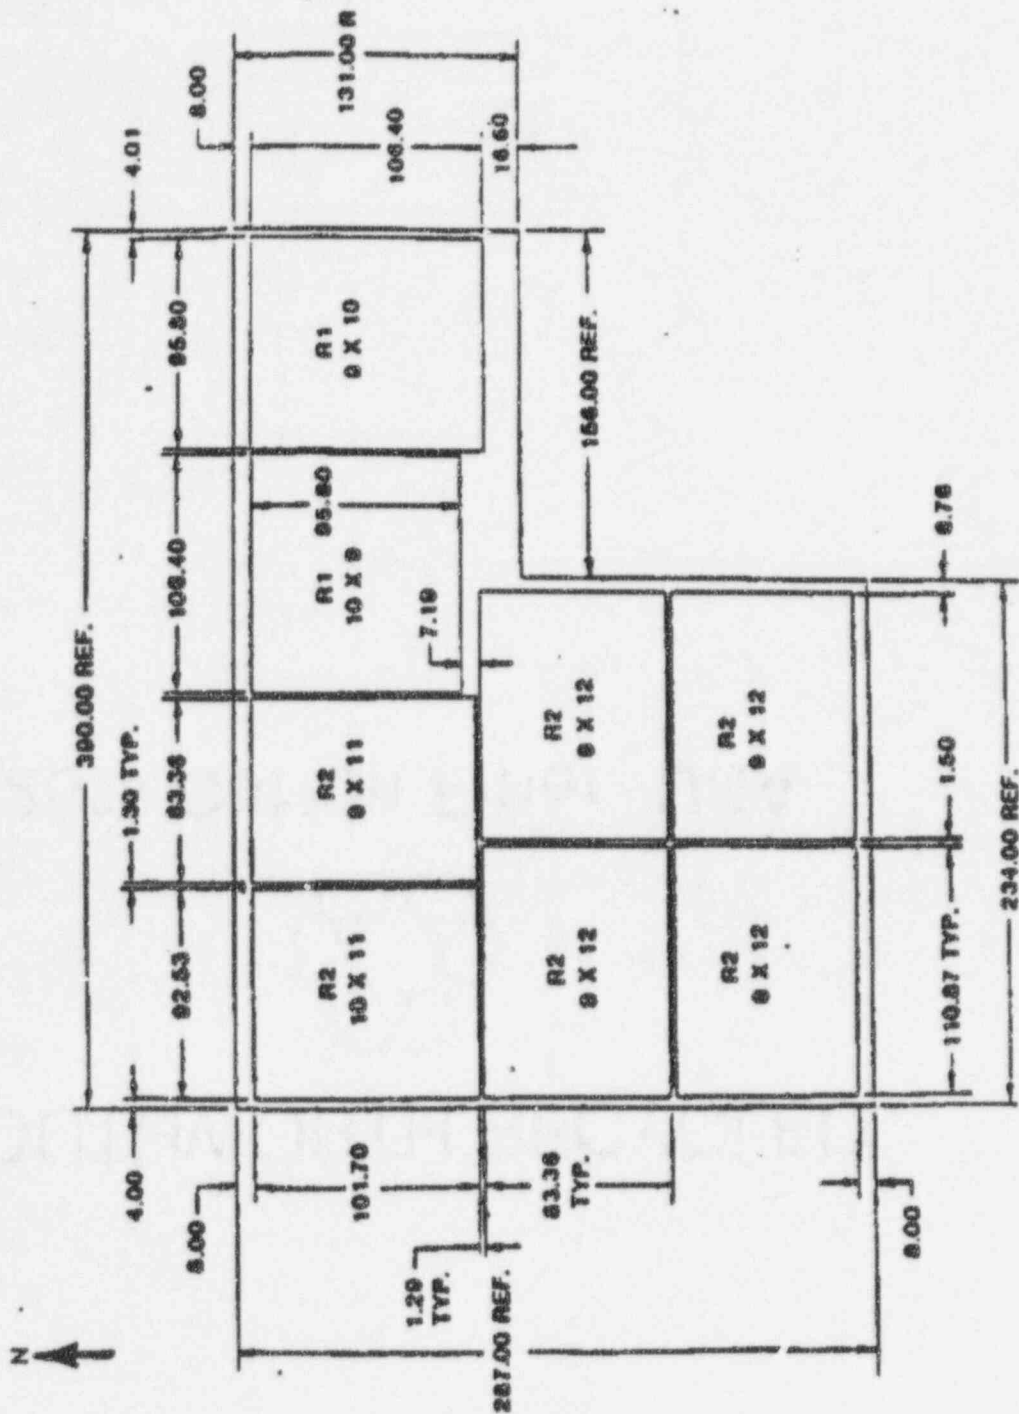 N
390.00 REF.
4.00
1.30 TYP.
4.01
92.53
83.36
106.40
95.80
8.00
8.00
R2
10 X 11
R2
9 X 11
R1
10 X 9
95.80
R1
9 X 10
101.70
106.40
131.00 R
7.19
16.60
1.29
TYP.
287.00 REF.
83.36
TYP.
R2
9 X 12
R2
9 X 12
156.00 REF.
R2
9 X 12
R2
9 X 12
8.00
110.87 TYP.
1.50
6.76
234.00 REF.